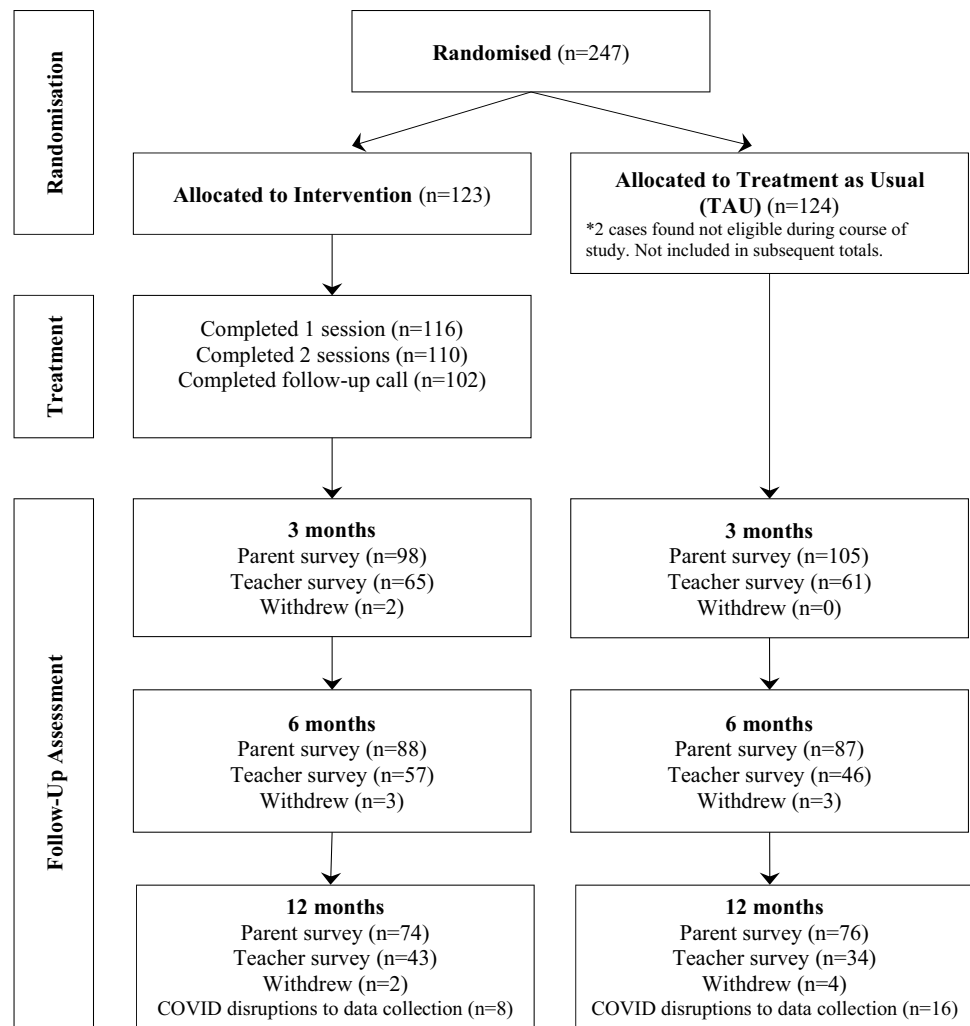 Randomisation
Randomised (n=247)
Allocated to Intervention (n=123)
Allocated to Treatment as Usual
(TAU) (n=124)
*2 cases found not eligible during course of
study. Not included in subsequent totals.
Treatment
Completed 1 session (n=116)
Completed 2 sessions (n=110)
Completed follow-up call (n=102)
Follow-Up Assessment
3 months
Parent survey (n=98)
Teacher survey (n=65)
Withdrew (n=2)
3 months
Parent survey (n=105)
Teacher survey (n=61)
Withdrew (n=0)
6 months
Parent survey (n=88)
Teacher survey (n=57)
Withdrew (n=3)
6 months
Parent survey (n=87)
Teacher survey (n=46)
Withdrew (n=3)
12 months
Parent survey (n=74)
Teacher survey (n=43)
Withdrew (n=2)
COVID disruptions to data collection (n=8)
12 months
Parent survey (n=76)
Teacher survey (n=34)
Withdrew (n=4)
COVID disruptions to data collection (n=16)